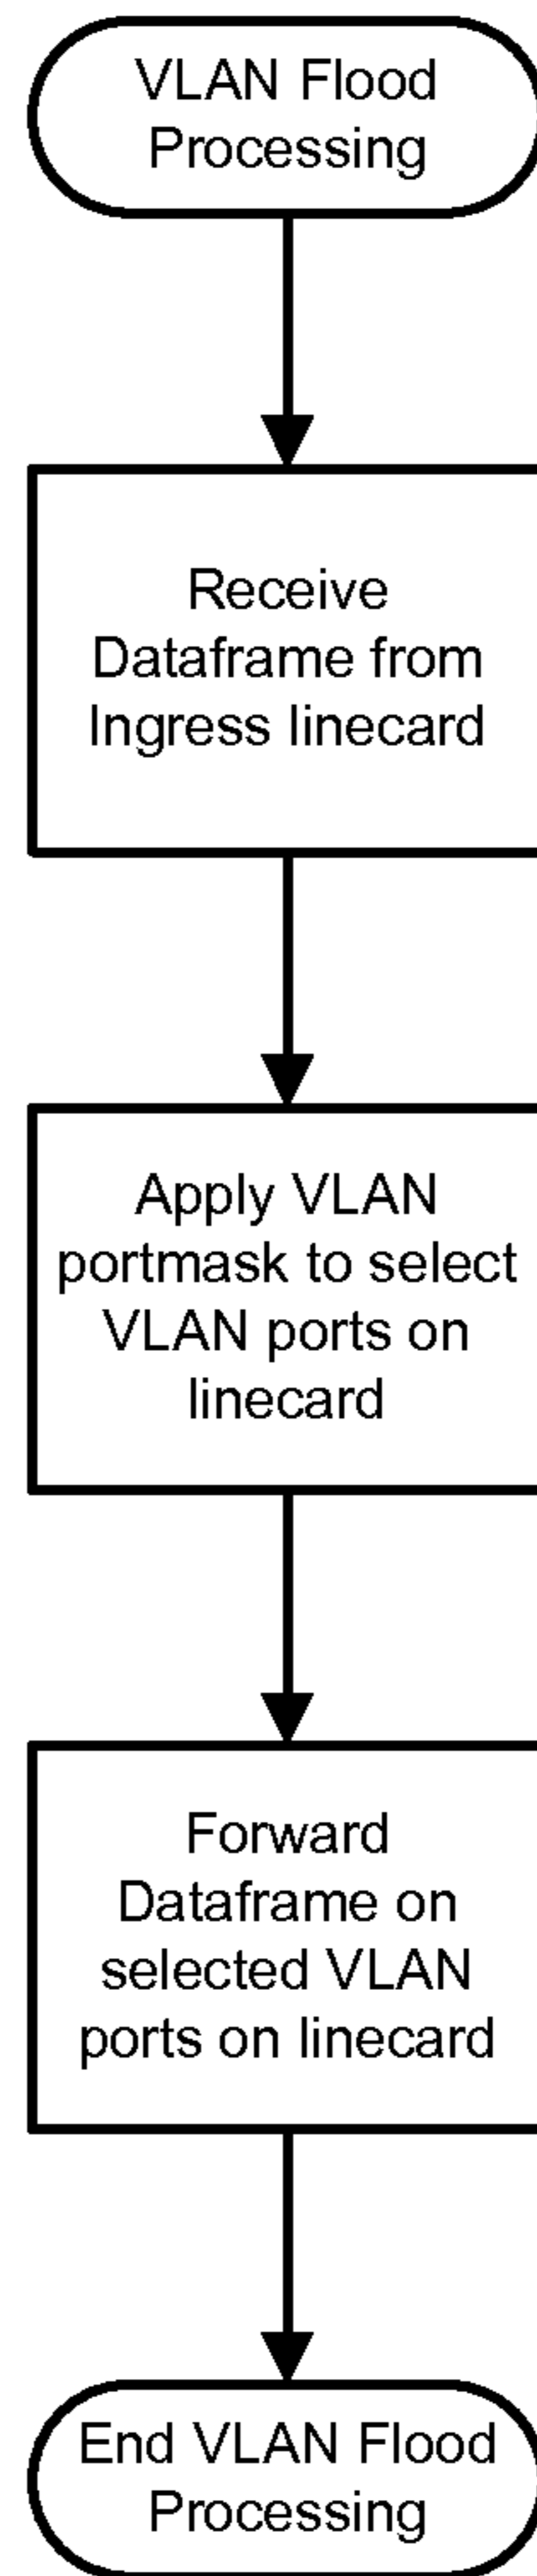 VLAN Flood
Processing
Receive
Dataframe from
Ingress linecard
Apply VLAN
portmask to select
VLAN ports on
linecard
Forward
Dataframe on
selected VLAN
ports on linecard
End VLAN Flood
Processing